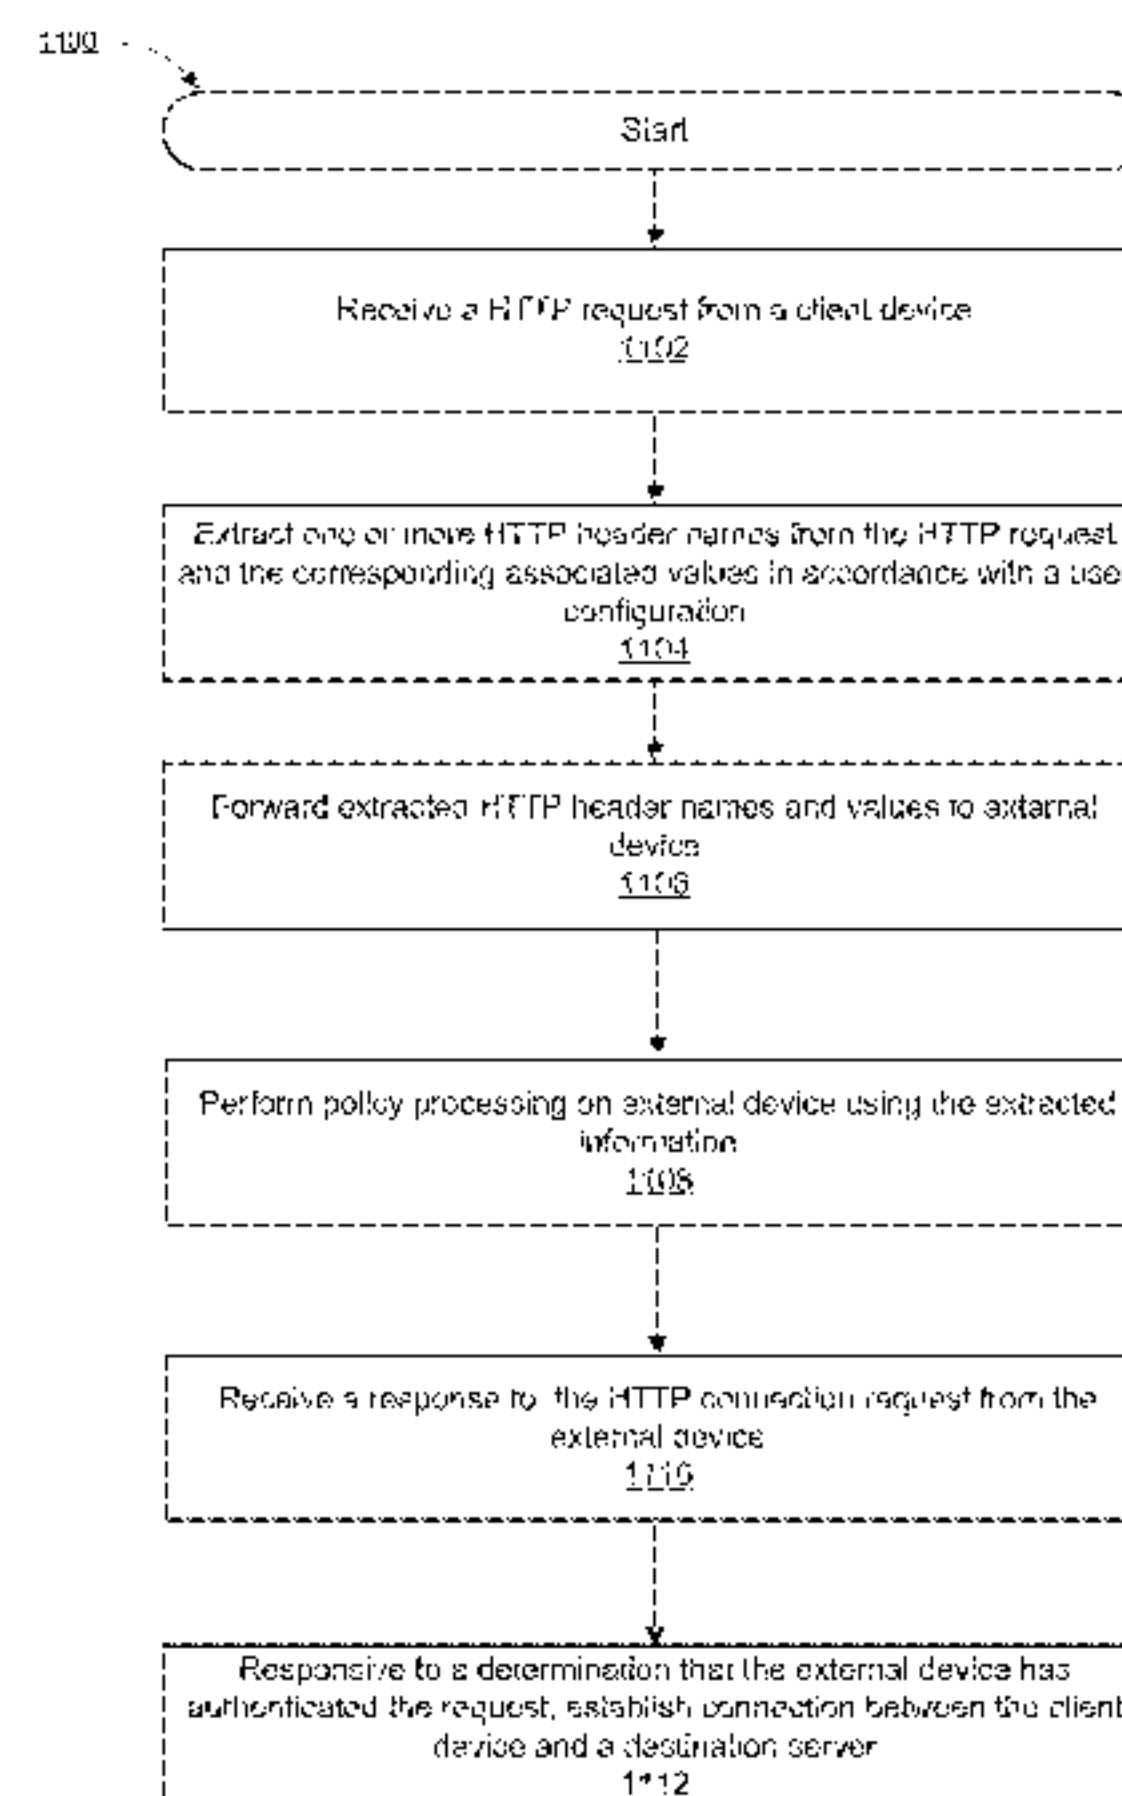 1100
Start
Receive a HTTP request from a client device
1102
Extract one or more HTTP header names from the HTTP request
and the corresponding associated values in accordance with a use
configuration
1104
Forward extracted HTTP header names and values to external
device
1106
Perform policy processing on external device using the extracted
information
1108
Receive a response to the HTTP connection request from the
external device
1110
Responsive to a determination that the external device has
authenticated the request, establish connection between the client
device and a destination server
1112